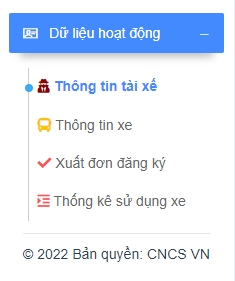 Dữ liệu hoạt động
Thông tin tải xế
Thông tin xe
Xuất đơn đăng ký
Thống kê sử dụng xe
© 2022 Bản quyền: CNCS VN